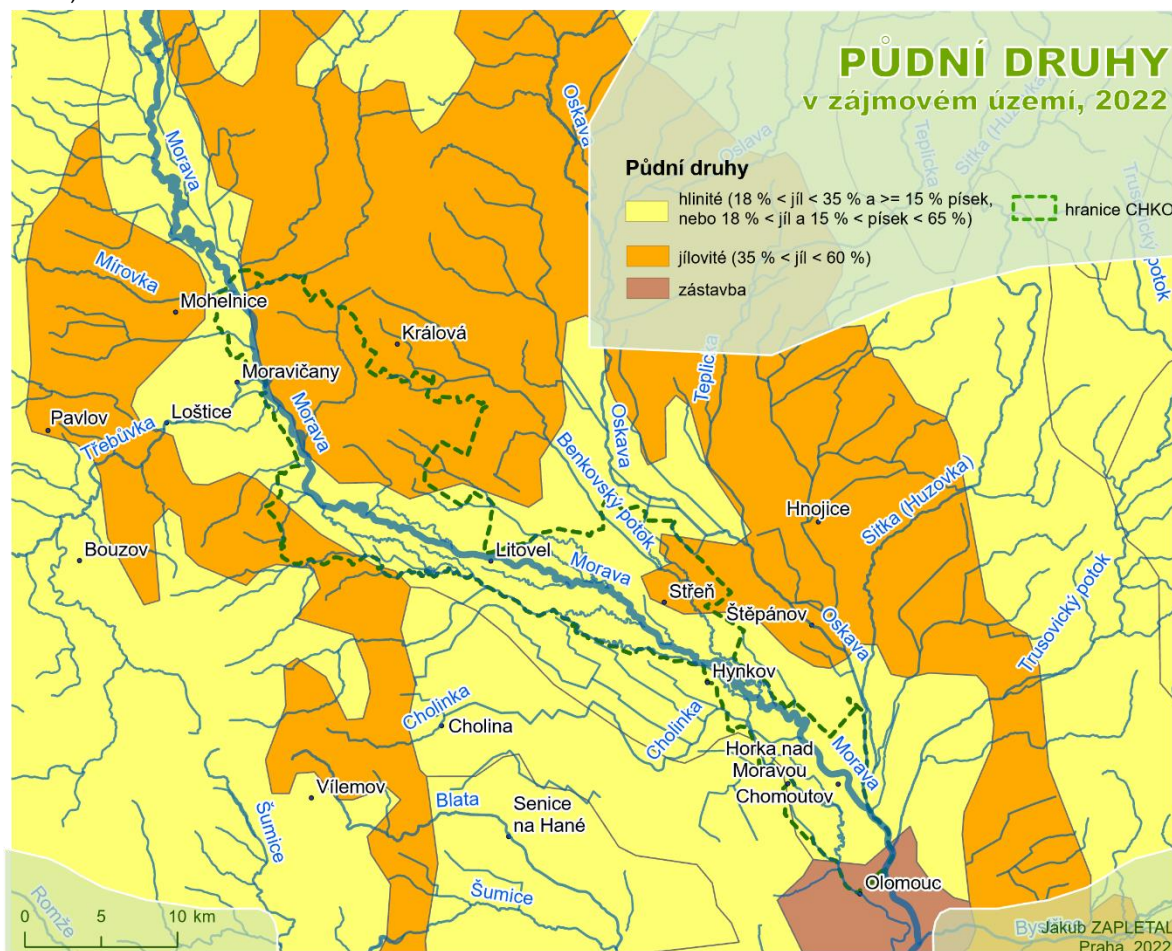 PŮDNÍ DRUHY
v zájmovém území, 2022
Půdní druhy
hlinité (18 % < jíl < 35 % a >= 15 % písek,
nebo 18 % < jíl a 15 % < písek < 65 %)
hranice CHKO
jílovité (35 % < jíl < 60 %)
zástavba
Morava
Oskava
Oslava
Teplicka
Sitka (Huzovka)
Trusovický potok
Mírovka
Mohelnice
Králová
Moravičany
Teplicka
Pavlov
Loštice
Třebůvka
Morava
Oskava
Benkovský potok
Hnojice
Sitka (Huzovka)
Bouzov
Litovel
Morava
Střeň
Štěpánov
Oskava
Trusovický potok
Hynkov
Cholinka
Cholina
Cholinka
Horka nad
Moravou
Morava
Chomoutov
Vílemov
Blata
Senice
na Hané
Šumice
Šumice
Olomouc
Romže
Bystřice
0 5 10 km
Jakub ZAPLETAL
Praha, 2022